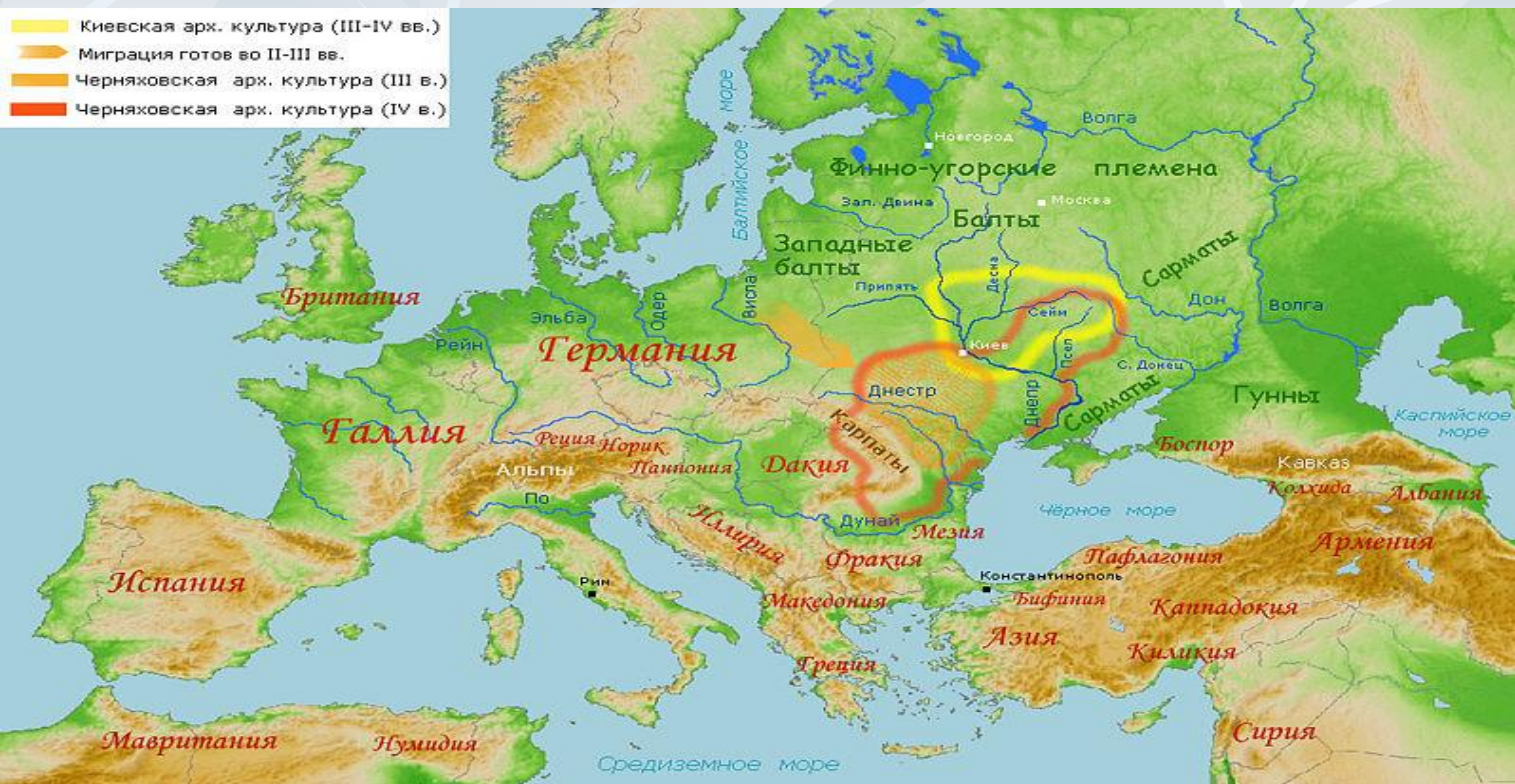 Киевская арх. культура (III-IV вв.)
Миграция готов во II-III вв.
Черняховская арх. культура (III в.)
Черняховская арх. культура (IV в.)
Балтийское море
Новгород
Волга
Финно-угорские племена
Зап. Двина
Москва
Балты
Западные
балты
Сарматы
Припять
Десна
Дон
Волга
Британия
Эльба
Одер
Висла
Сейм
Рейн
Германия
Киев
Псел
С. Донец
Днестр
Днепр
Сарматы
Гунны
Каспийское
море
Галлия
Реция
Норик
Карпаты
Боспор
Альпы
Паннония
Дакия
Кавказ
Колхида
Албания
По
Дунай
Чёрное море
Иллирия
Мезия
Армения
Фракия
Пафлагония
Испания
Рим
Константинополь
Македония
Бифиния
Каппадокия
Азия
Киликия
Греция
Мавритания
Нумидия
Сирия
Средиземное море